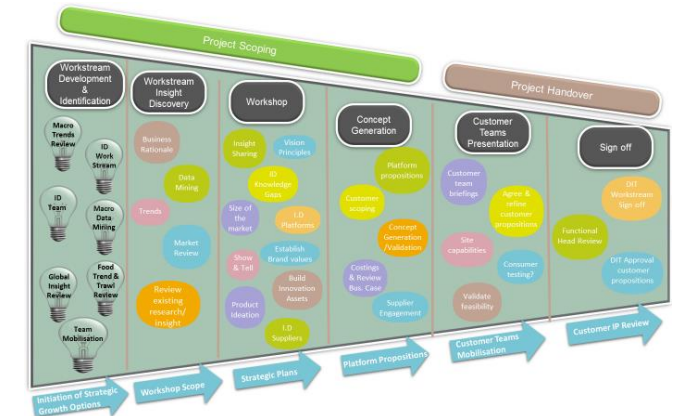 Project Scoping
Project Handover
Workstream
Development
&
Identification
Macro
Trends
Review
ID
Work
Stream
ID
Team
Macro
Data
Mining
Global
Insight
Review
Food
Trend &
Trawl
Review
Team
Mobilisation
Initiation of Strategic
Growth Options
Workstream
Insight
Discovery
Business
Rationale
Data
Mining
Trends
Market
Review
Review
existing
research/
insight
Workshop Scope
Workshop
Insight
Sharing
Vision
Principles
ID
Knowledge
Gaps
Size of
the
market
I.D
Platforms
Establish
Brand values
Show
& Tell
Build
Innovation
Assets
Product
Ideation
I.D
Suppliers
Strategic Plans
Concept
Generation
Platform
propositions
Customer
scoping
Concept
Generation
/Validation
Costings
& Review
Bus. Case
Supplier
Engagement
Platform Propositions
Customer
Teams
Presentation
Customer
team
briefings
Agree &
refine
customer
propositions
Site
capabilities
Consumer
testing?
Validate
feasibility
Customer Teams
Mobilisation
Sign off
DIT
Workstream
Sign off
Functional
Head Review
DIT Approval
customer
propositions
Customer IP Review